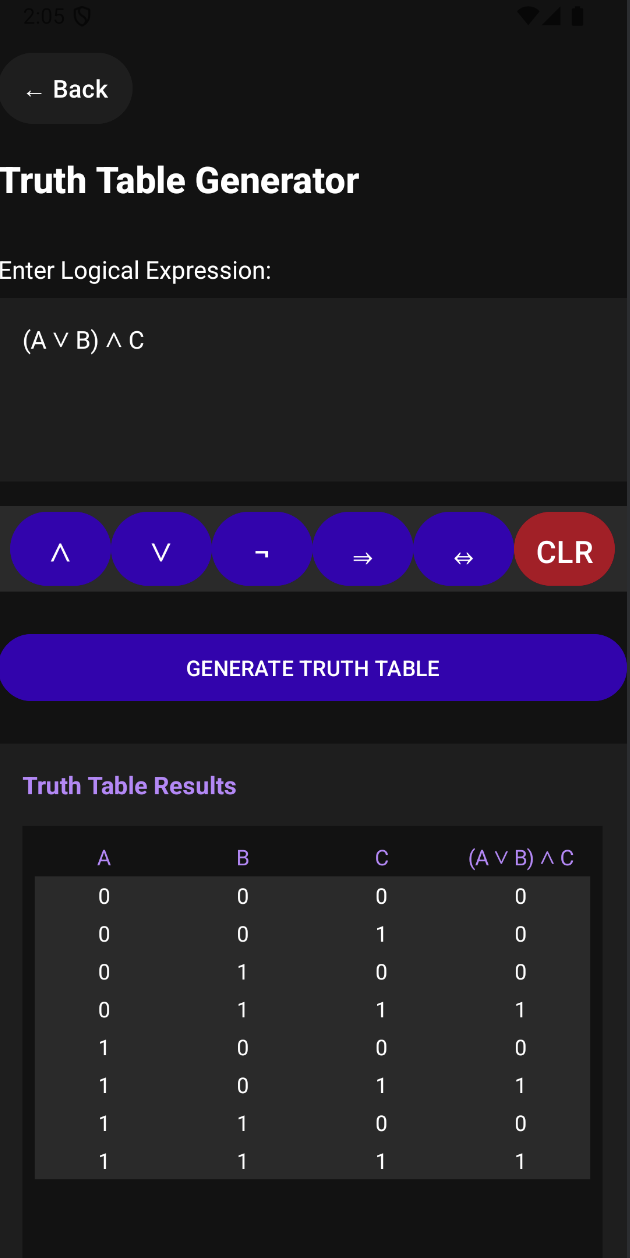 2:05
← Back
Truth Table Generator
Enter Logical Expression:
(A ∨ B) ∧ C
∧ ∨ ¬ ⇒ ⇔ CLR
GENERATE TRUTH TABLE
Truth Table Results
A B C (A ∨ B) ∧ C
0 0 0 0
0 0 1 0
0 1 0 0
0 1 1 1
1 0 0 0
1 0 1 1
1 1 0 0
1 1 1 1